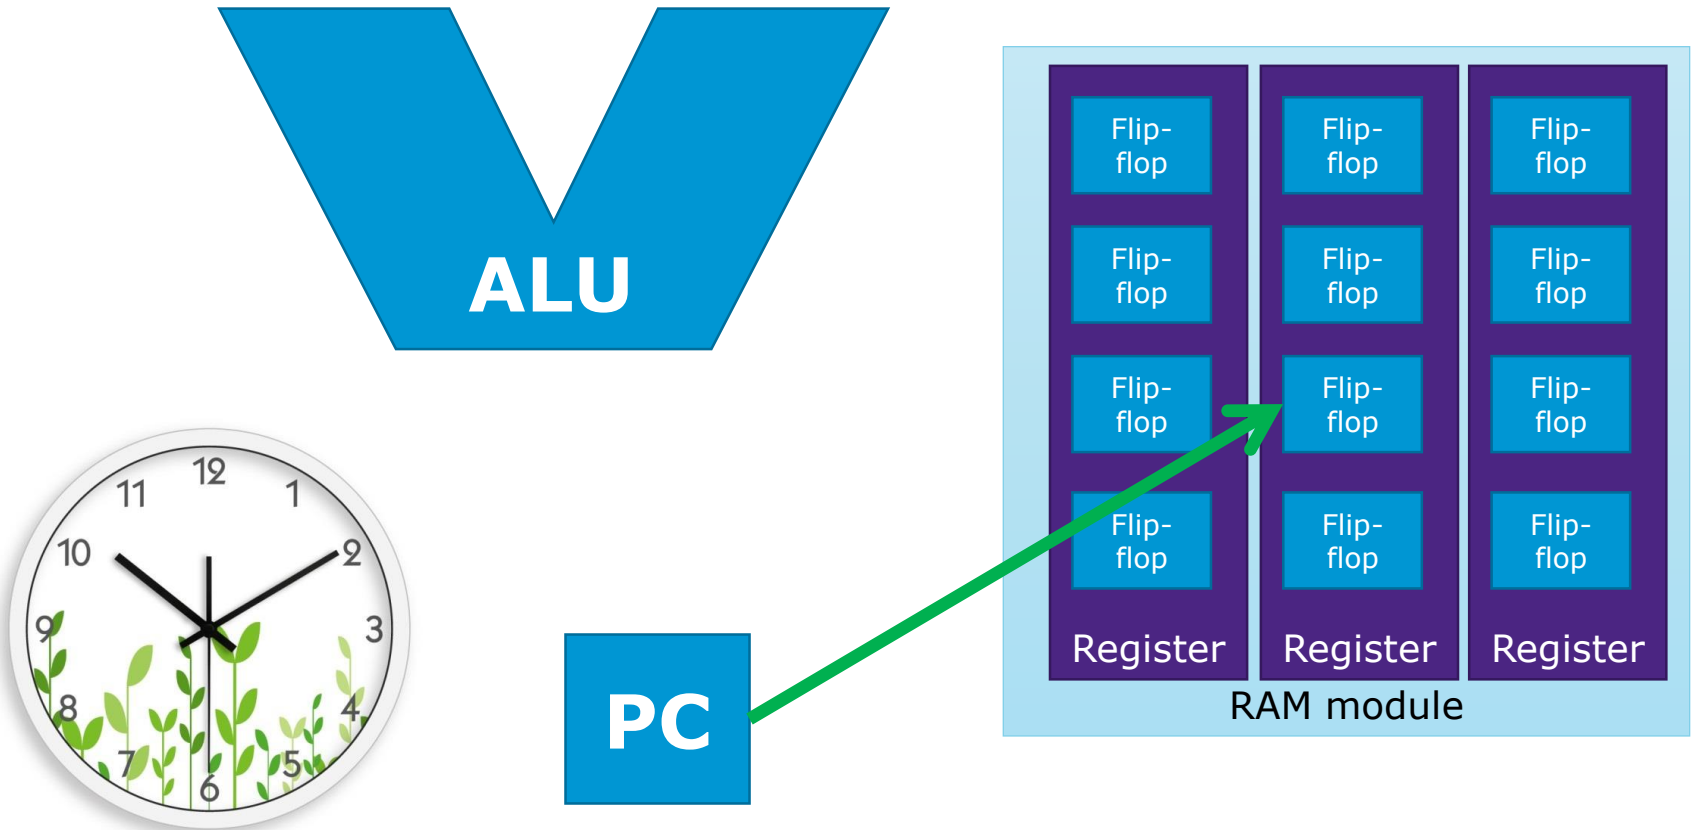 ALU
Flip-
flop
Flip-
flop
Flip-
flop
Flip-
flop
Flip-
flop
Flip-
flop
Flip-
flop
Flip-
flop
Flip-
flop
Flip-
flop
Flip-
flop
Flip-
flop
Register
Register
Register
RAM module
12
11
1
10
2
9
3
8
4
7
5
6
PC